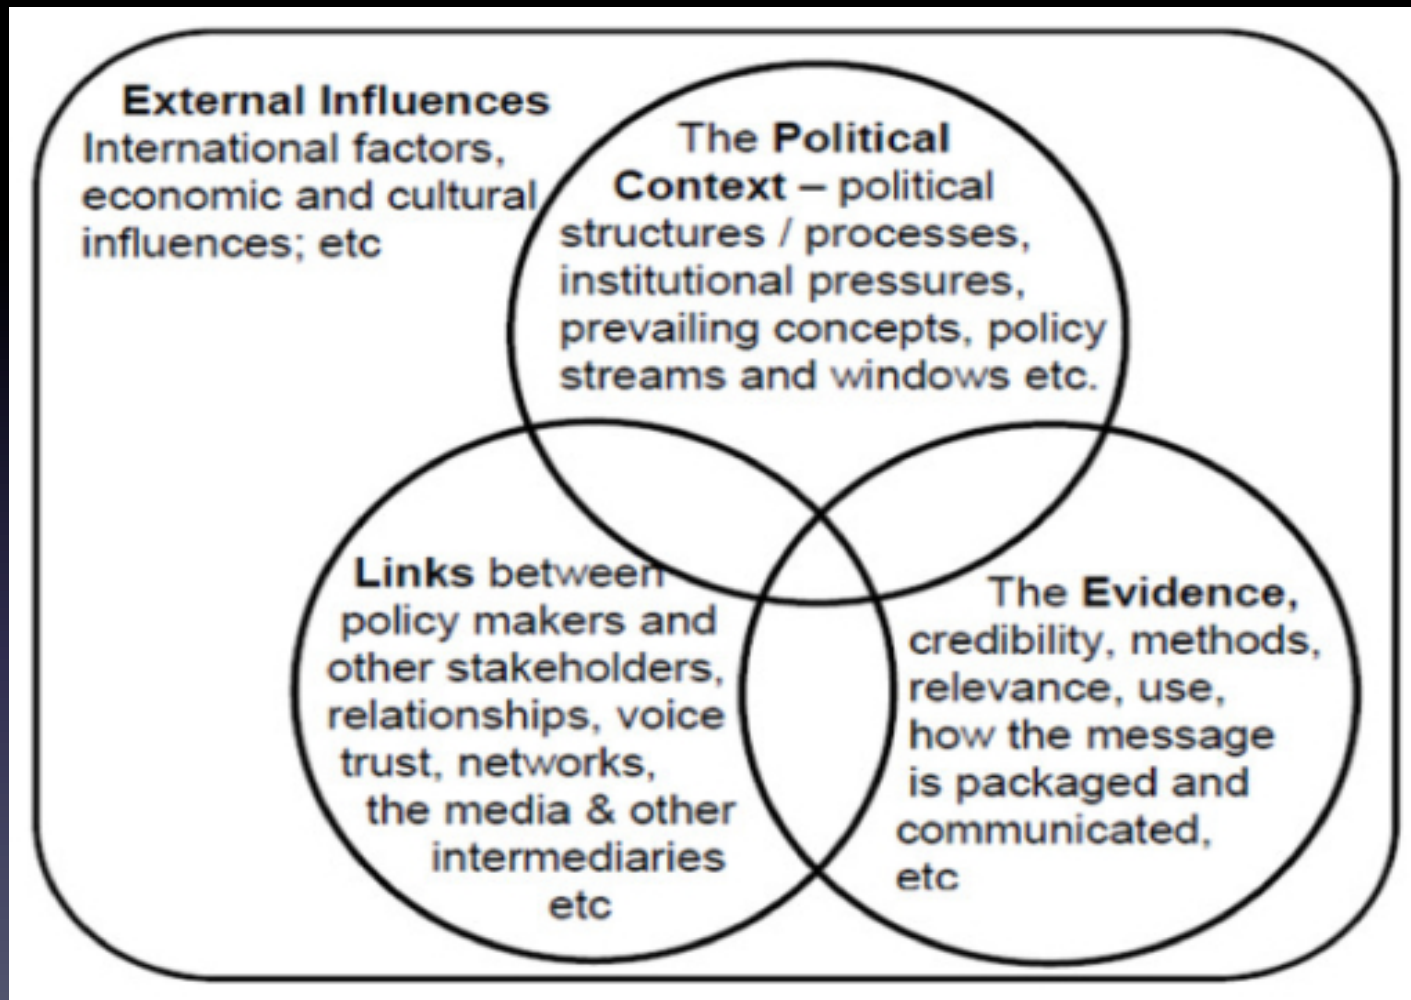 External Influences
International factors,
economic and cultural
influences; etc
The Political
Context – political
structures / processes,
institutional pressures,
prevailing concepts, policy
streams and windows etc.
Links between
policy makers and
other stakeholders,
relationships, voice
trust, networks,
the media & other
intermediaries
etc
The Evidence,
credibility, methods,
relevance, use,
how the message
is packaged and
communicated,
etc